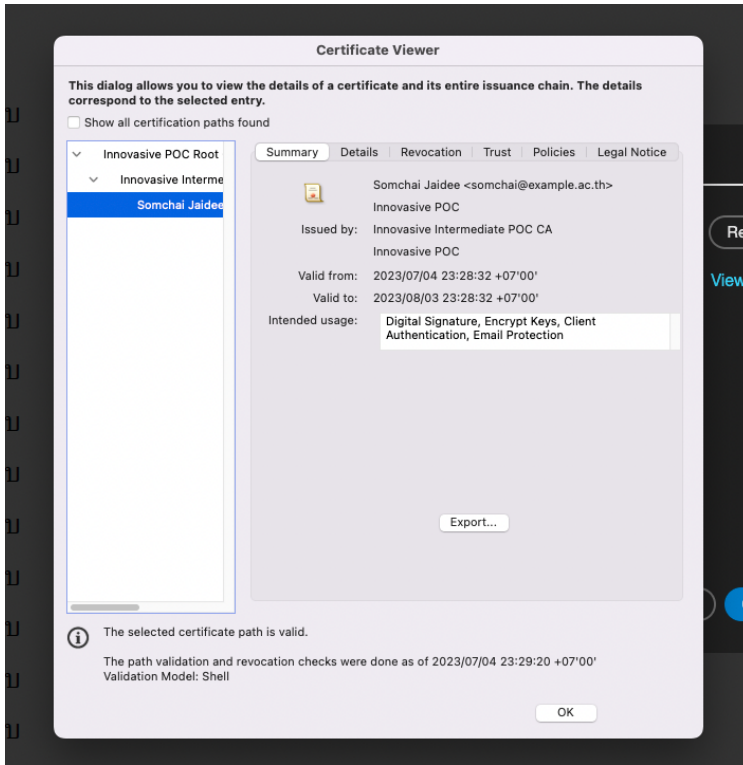 Certificate Viewer
This dialog allows you to view the details of a certificate and its entire issuance chain. The details
correspond to the selected entry.
Show all certification paths found
Innovasive POC Root
Innovasive Interme
Somchai Jaidee
Summary Details Revocation Trust Policies Legal Notice
Somchai Jaidee <somchai@example.ac.th>
Innovasive POC
Issued by: Innovasive Intermediate POC CA
Innovasive POC
Valid from: 2023/07/04 23:28:32 +07'00'
Valid to: 2023/08/03 23:28:32 +07'00'
Intended usage: Digital Signature, Encrypt Keys, Client
Authentication, Email Protection
Export...
The selected certificate path is valid.
The path validation and revocation checks were done as of 2023/07/04 23:29:20 +07'00'
Validation Model: Shell
OK
Re
View